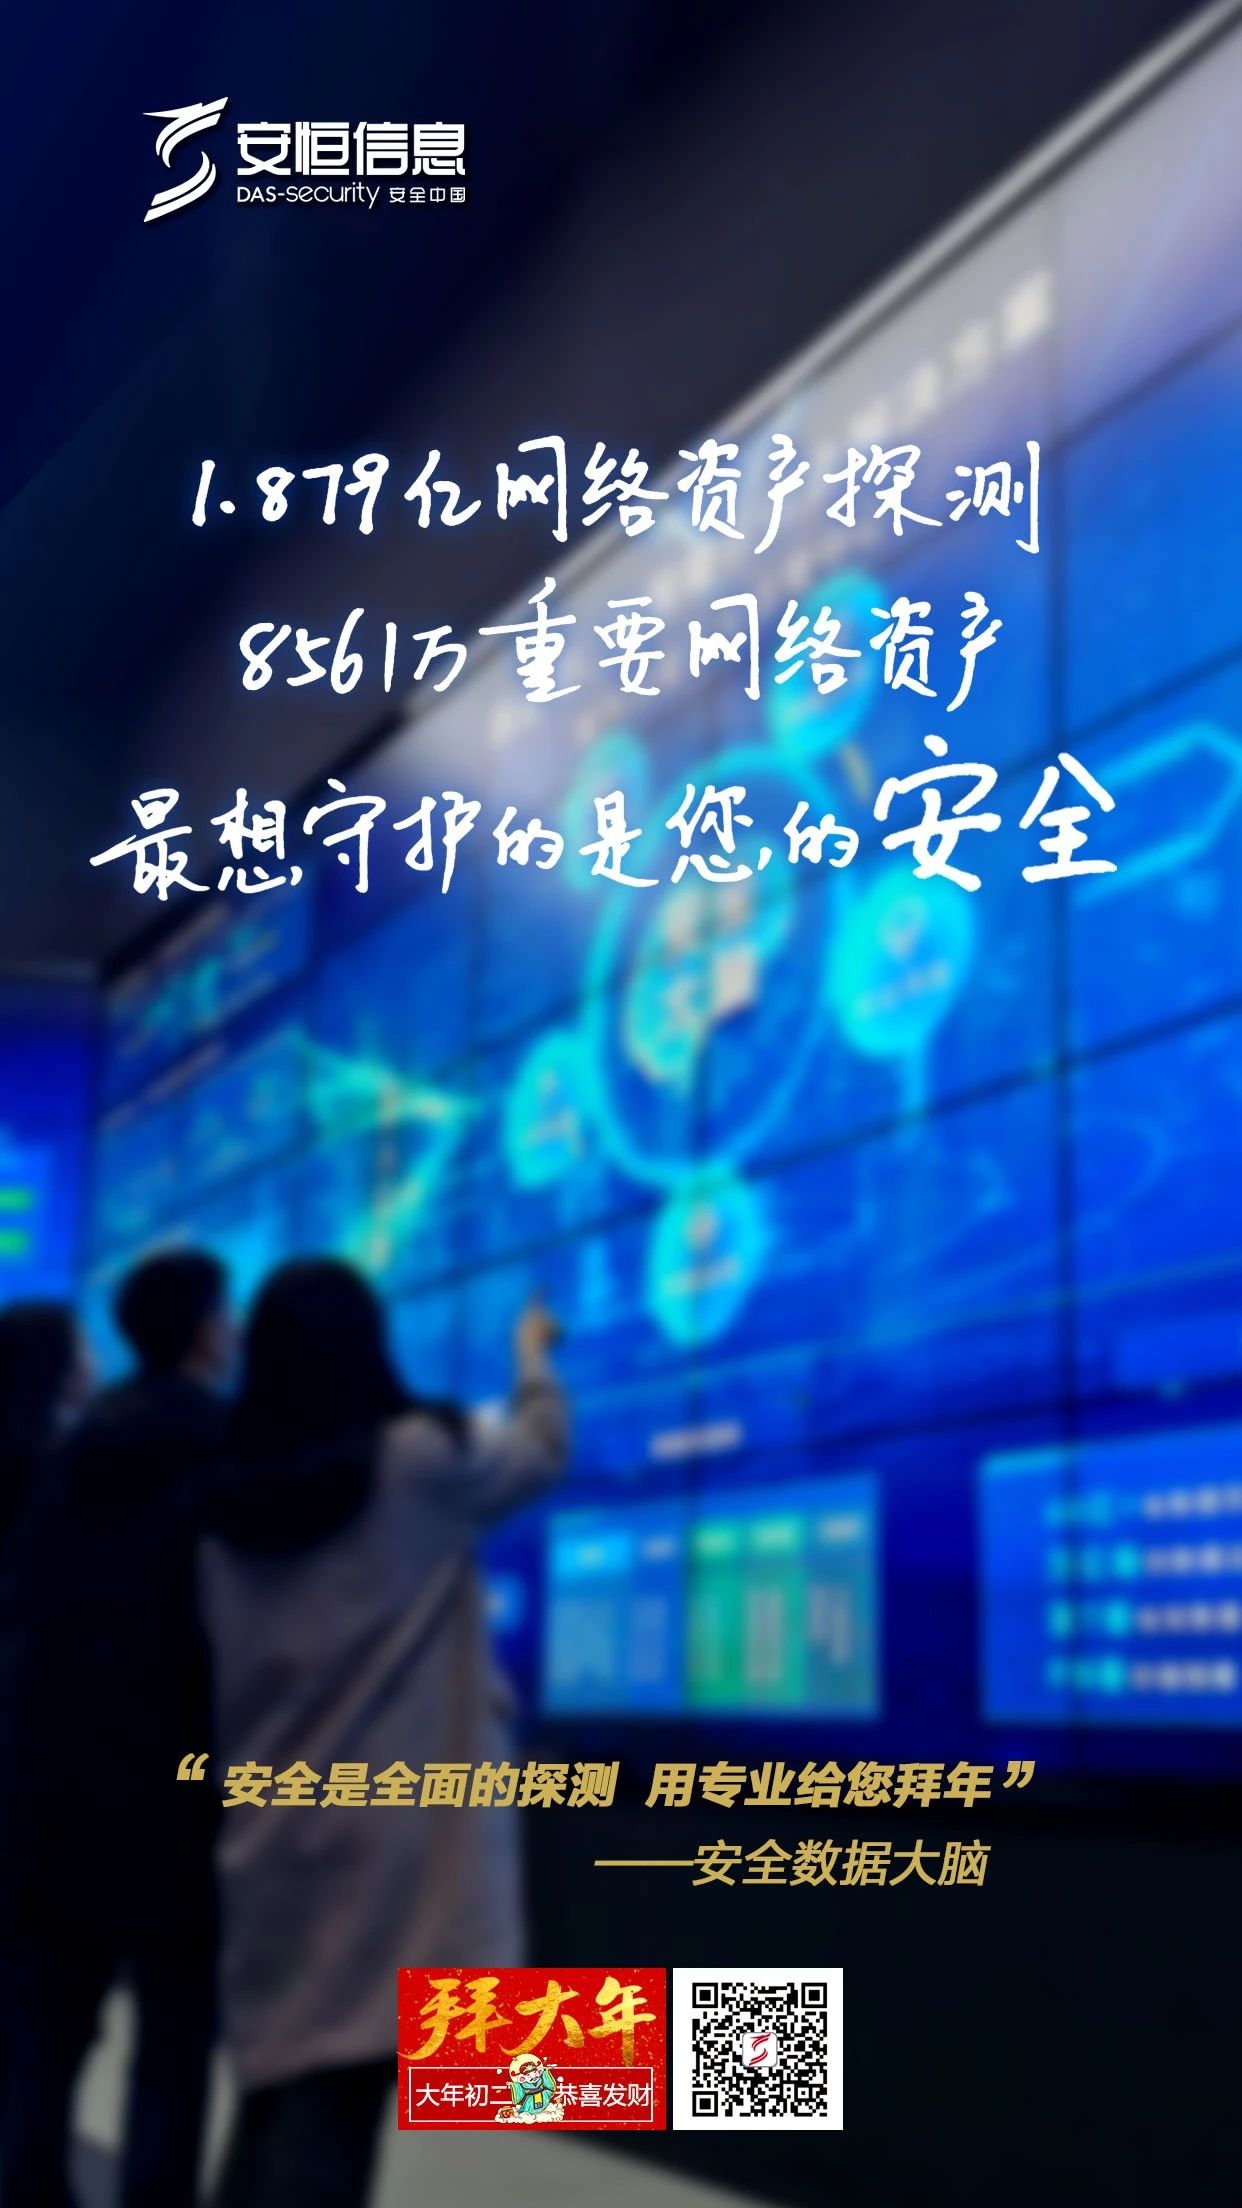 安恒信息
DAS-security 安全中国
1.879亿网络资产探测
8561万重要网络资产
最想守护的是您的安全
“安全是全面的探测 用专业给您拜年”
——安全数据大脑
拜大年
大年初二 恭喜发财